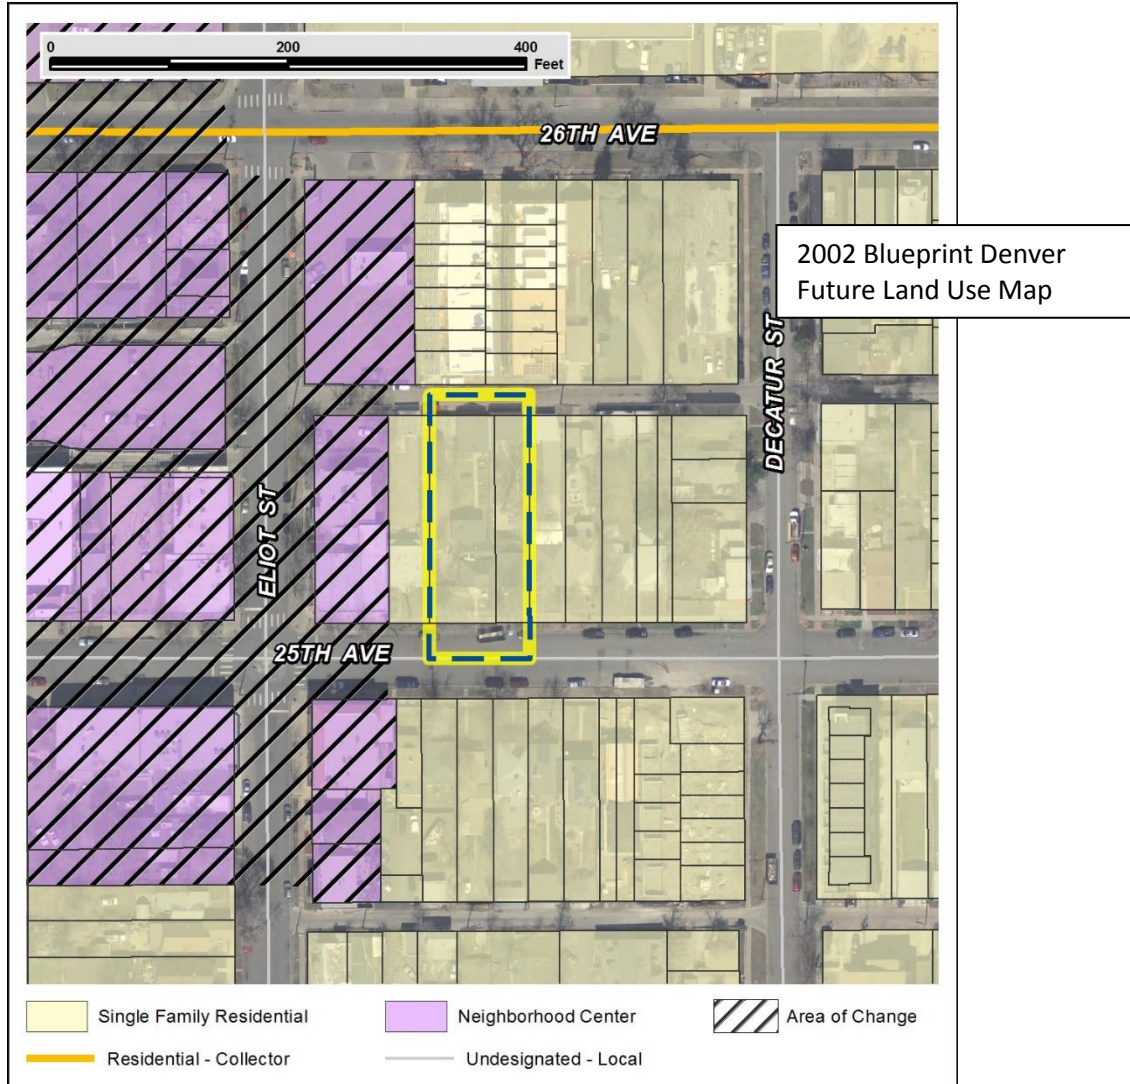 0 200 400
Feet
26TH AVE
2002 Blueprint Denver
Future Land Use Map
DECATUR ST
ELIOT ST
25TH AVE
Single Family Residential
Neighborhood Center
Area of Change
Residential - Collector
Undesignated - Local